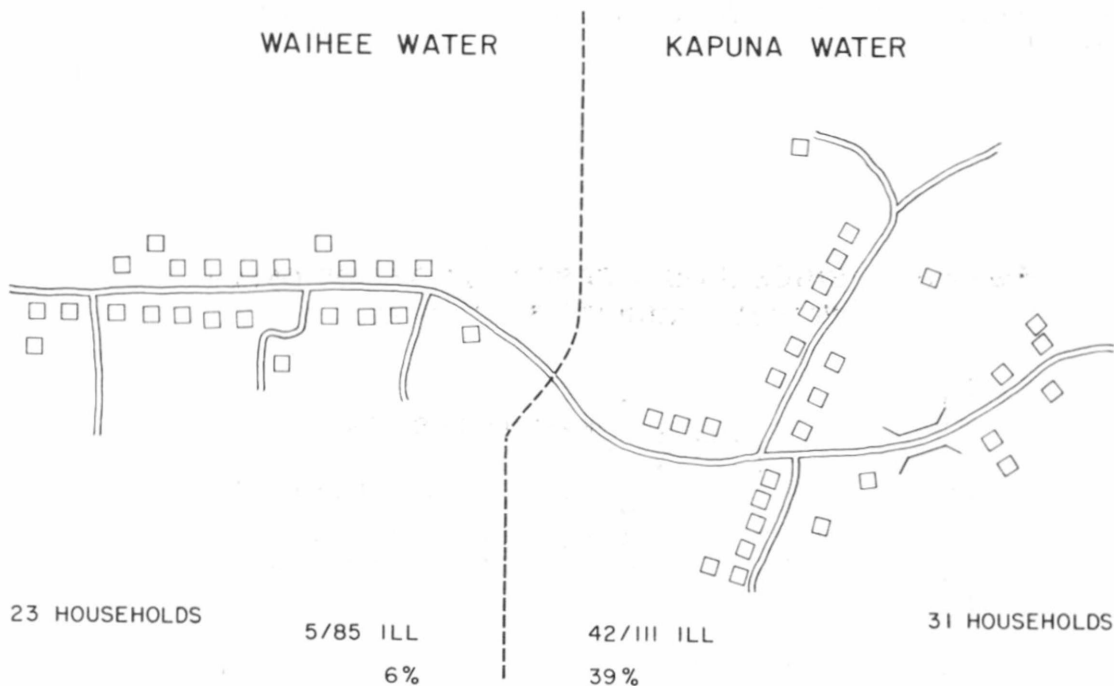 WAIHEE WATER
KAPUNA WATER
23 HOUSEHOLDS
5/85 ILL
6%
42/111 ILL
39%
31 HOUSEHOLDS